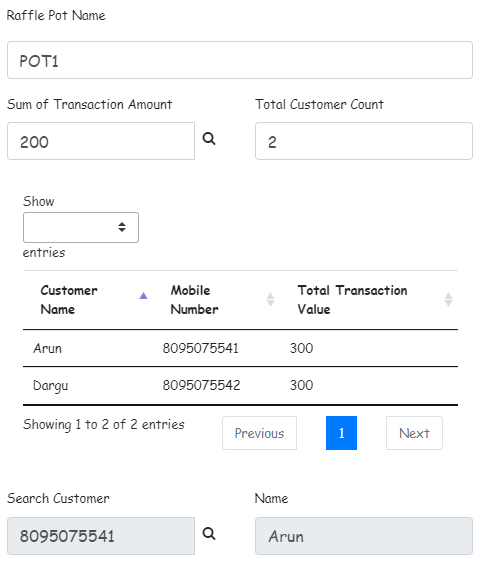 Raffle Pot Name
POT1
Sum of Transaction Amount Total Customer Count
200 2
Show
entries
Customer Name Mobile Number Total Transaction Value
Arun 8095075541 300
Dargu 8095075542 300
Showing 1 to 2 of 2 entries Previous 1 Next
Search Customer Name
8095075541 Arun